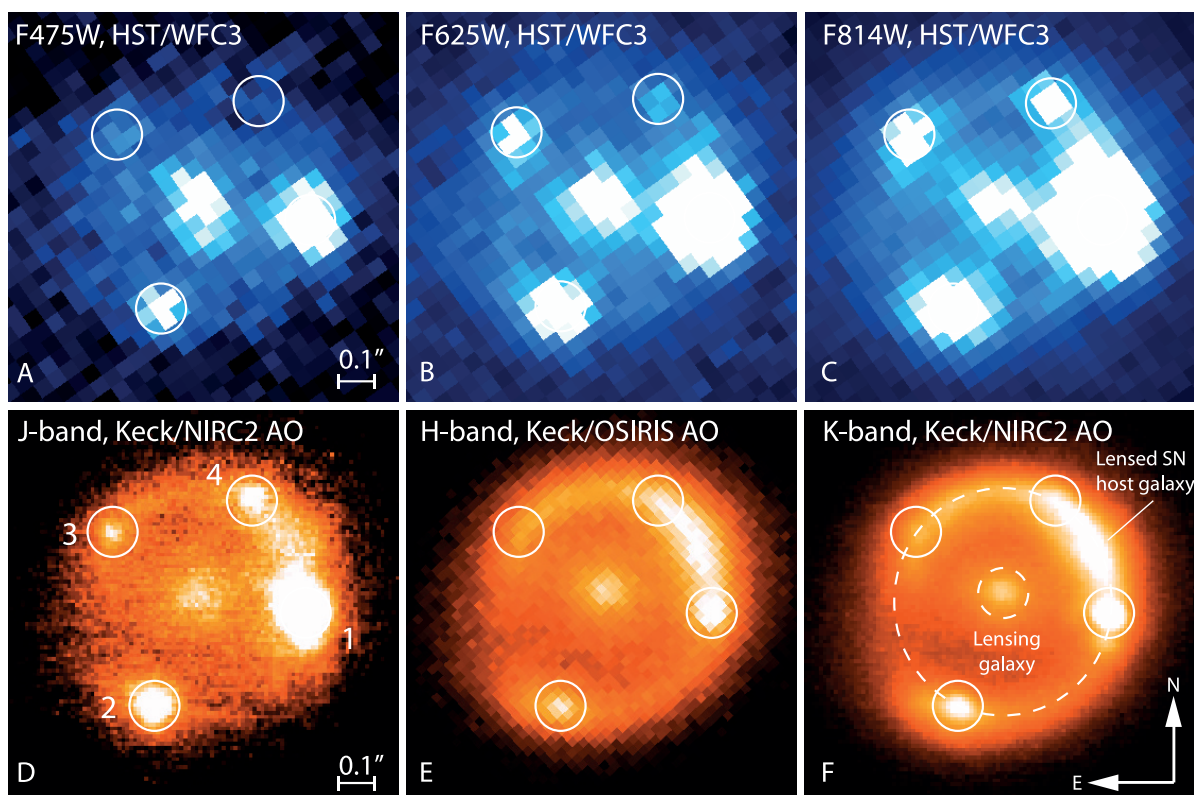 F475W, HST/WFC3
F625W, HST/WFC3
F814W, HST/WFC3
A
0.1"
B
C
J-band, Keck/NIRC2 AO
H-band, Keck/OSIRIS AO
K-band, Keck/NIRC2 AO
4
3
1
2
Lensed SN
host galaxy
Lensing
galaxy
N
E
D
0.1"
E
F